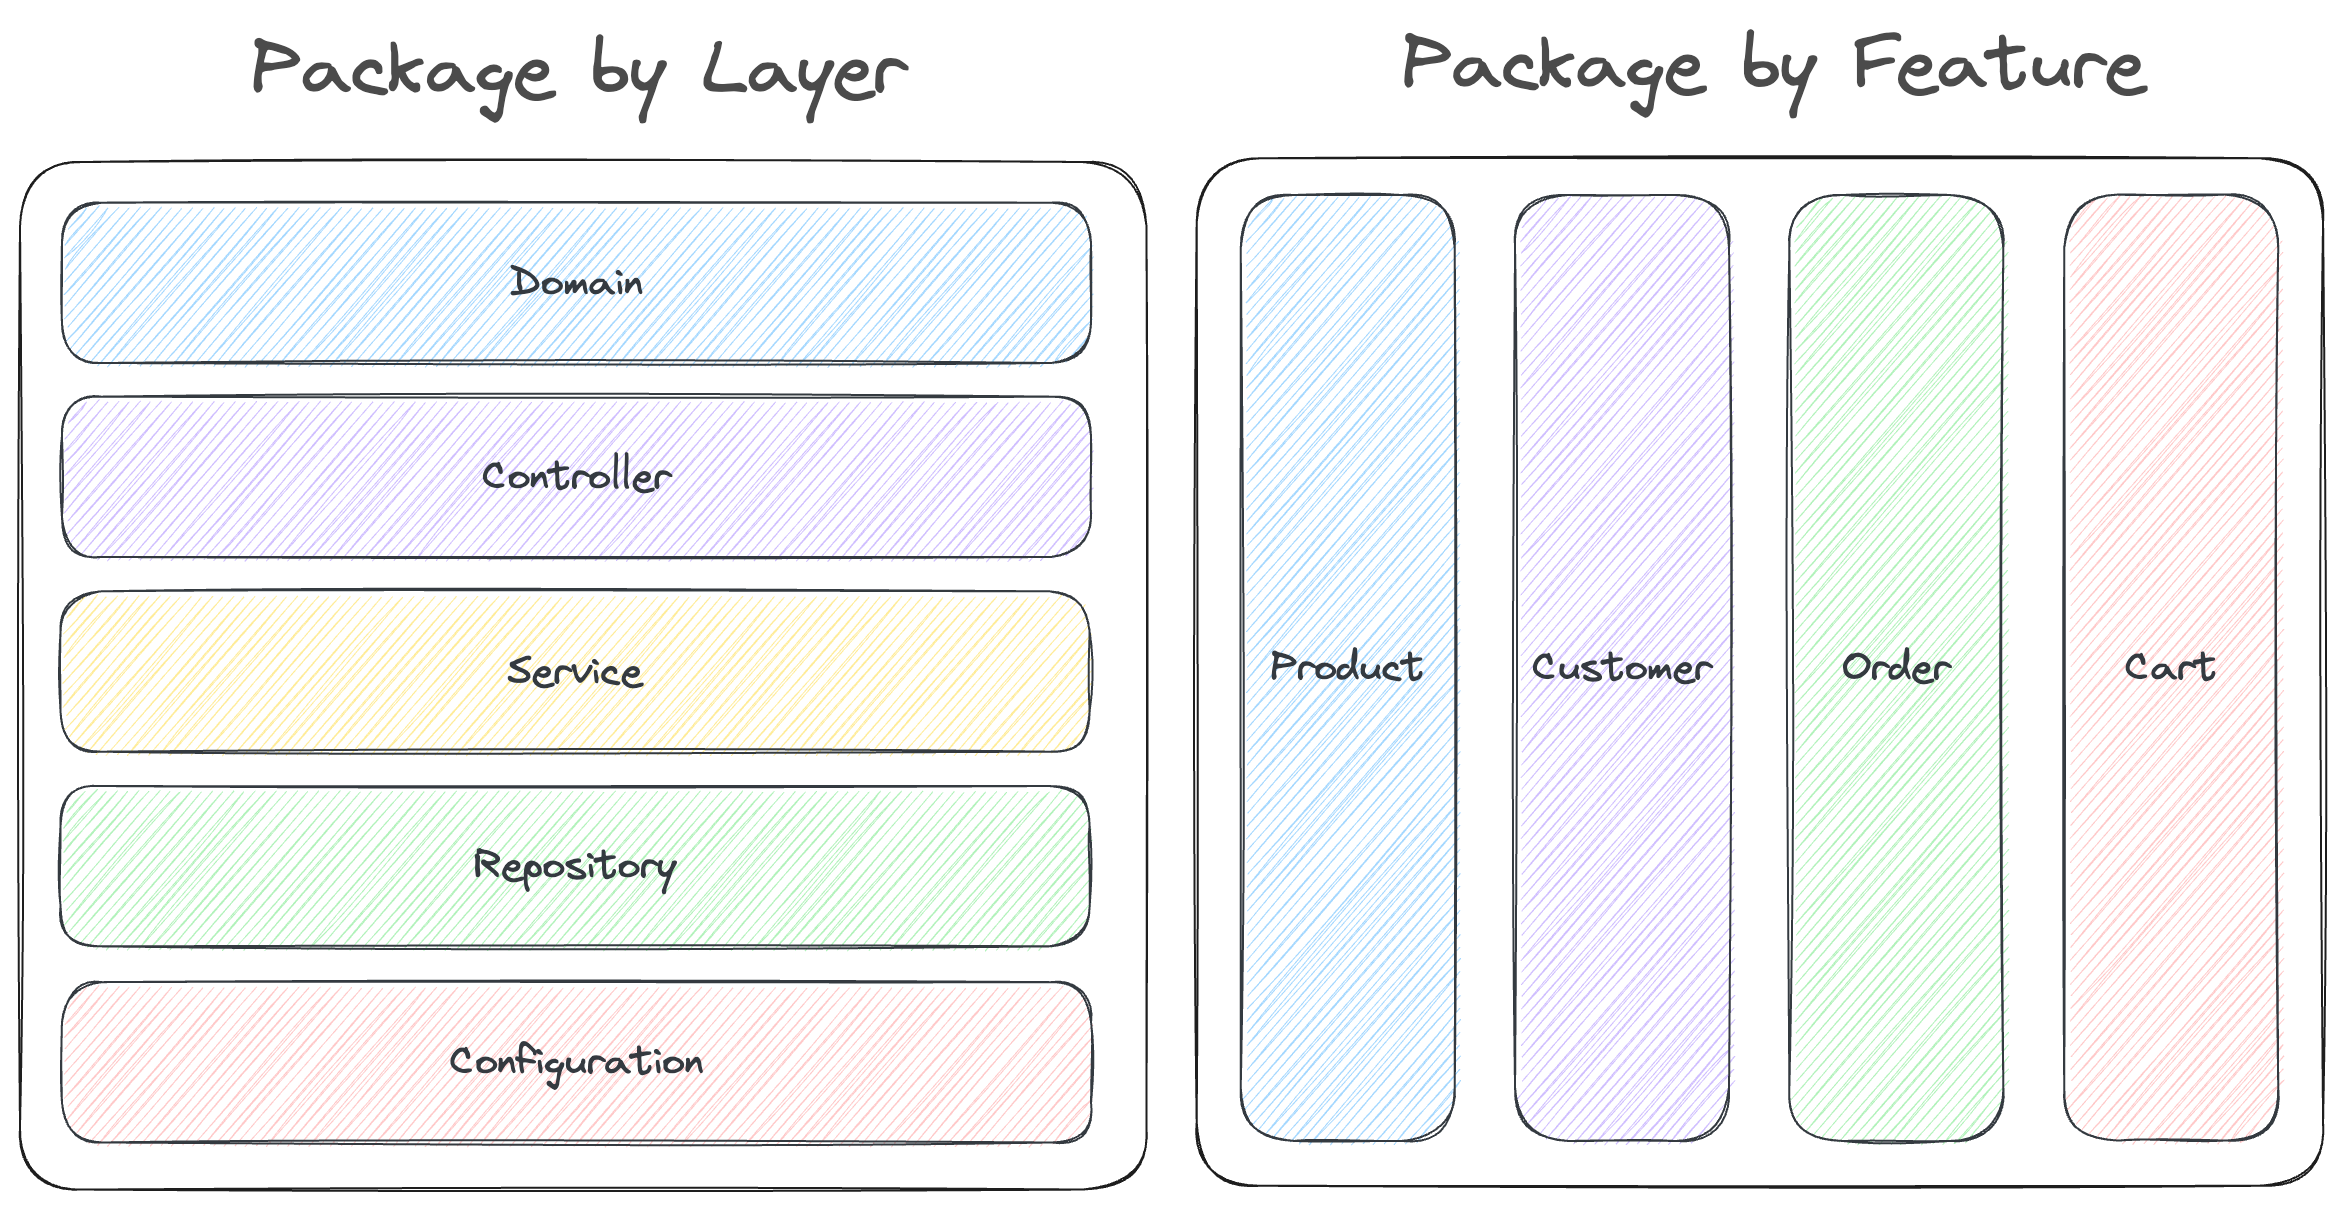 Package by Layer
Domain
Controller
Service
Repository
Configuration
Package by Feature
Product
Customer
Order
Cart